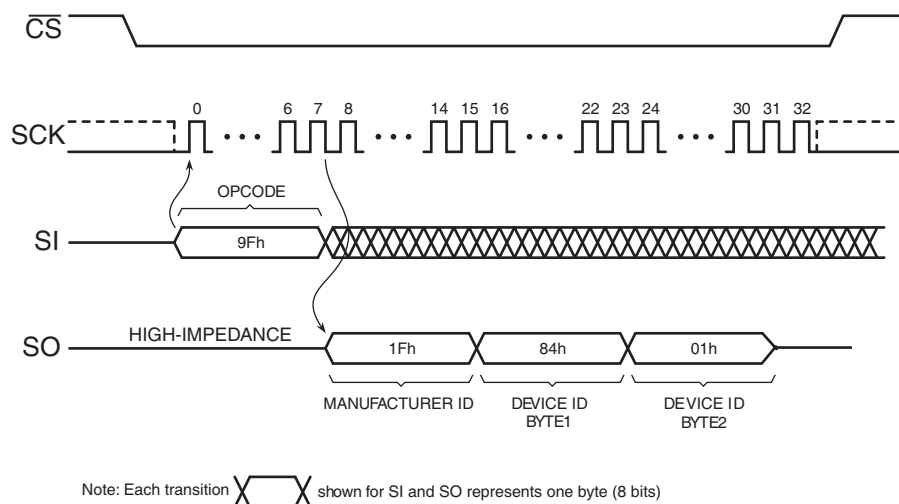 CS
0 6 7 8 14 15 16 22 23 24 30 31 32
SCK
OPCODE
SI 9Fh
HIGH-IMPEDANCE
SO 1Fh 84h 01h
MANUFACTURER ID DEVICE ID DEVICE ID
BYTE1 BYTE2
Note: Each transition shown for SI and SO represents one byte (8 bits)